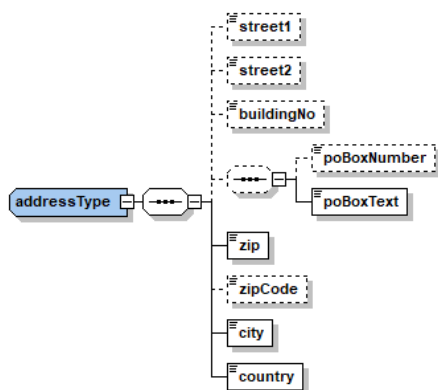 street1
street2
buildingNo
poBoxNumber
poBoxText
addressType
zip
zipCode
city
country